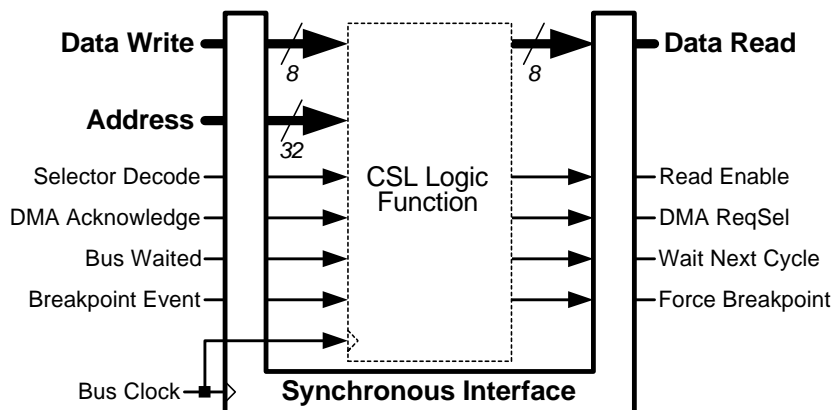 Data Write
8
8
Data Read
Address
32
Selector Decode
CSL Logic
Function
Read Enable
DMA Acknowledge
DMA ReqSel
Bus Waited
Wait Next Cycle
Breakpoint Event
Force Breakpoint
Bus Clock
Synchronous Interface